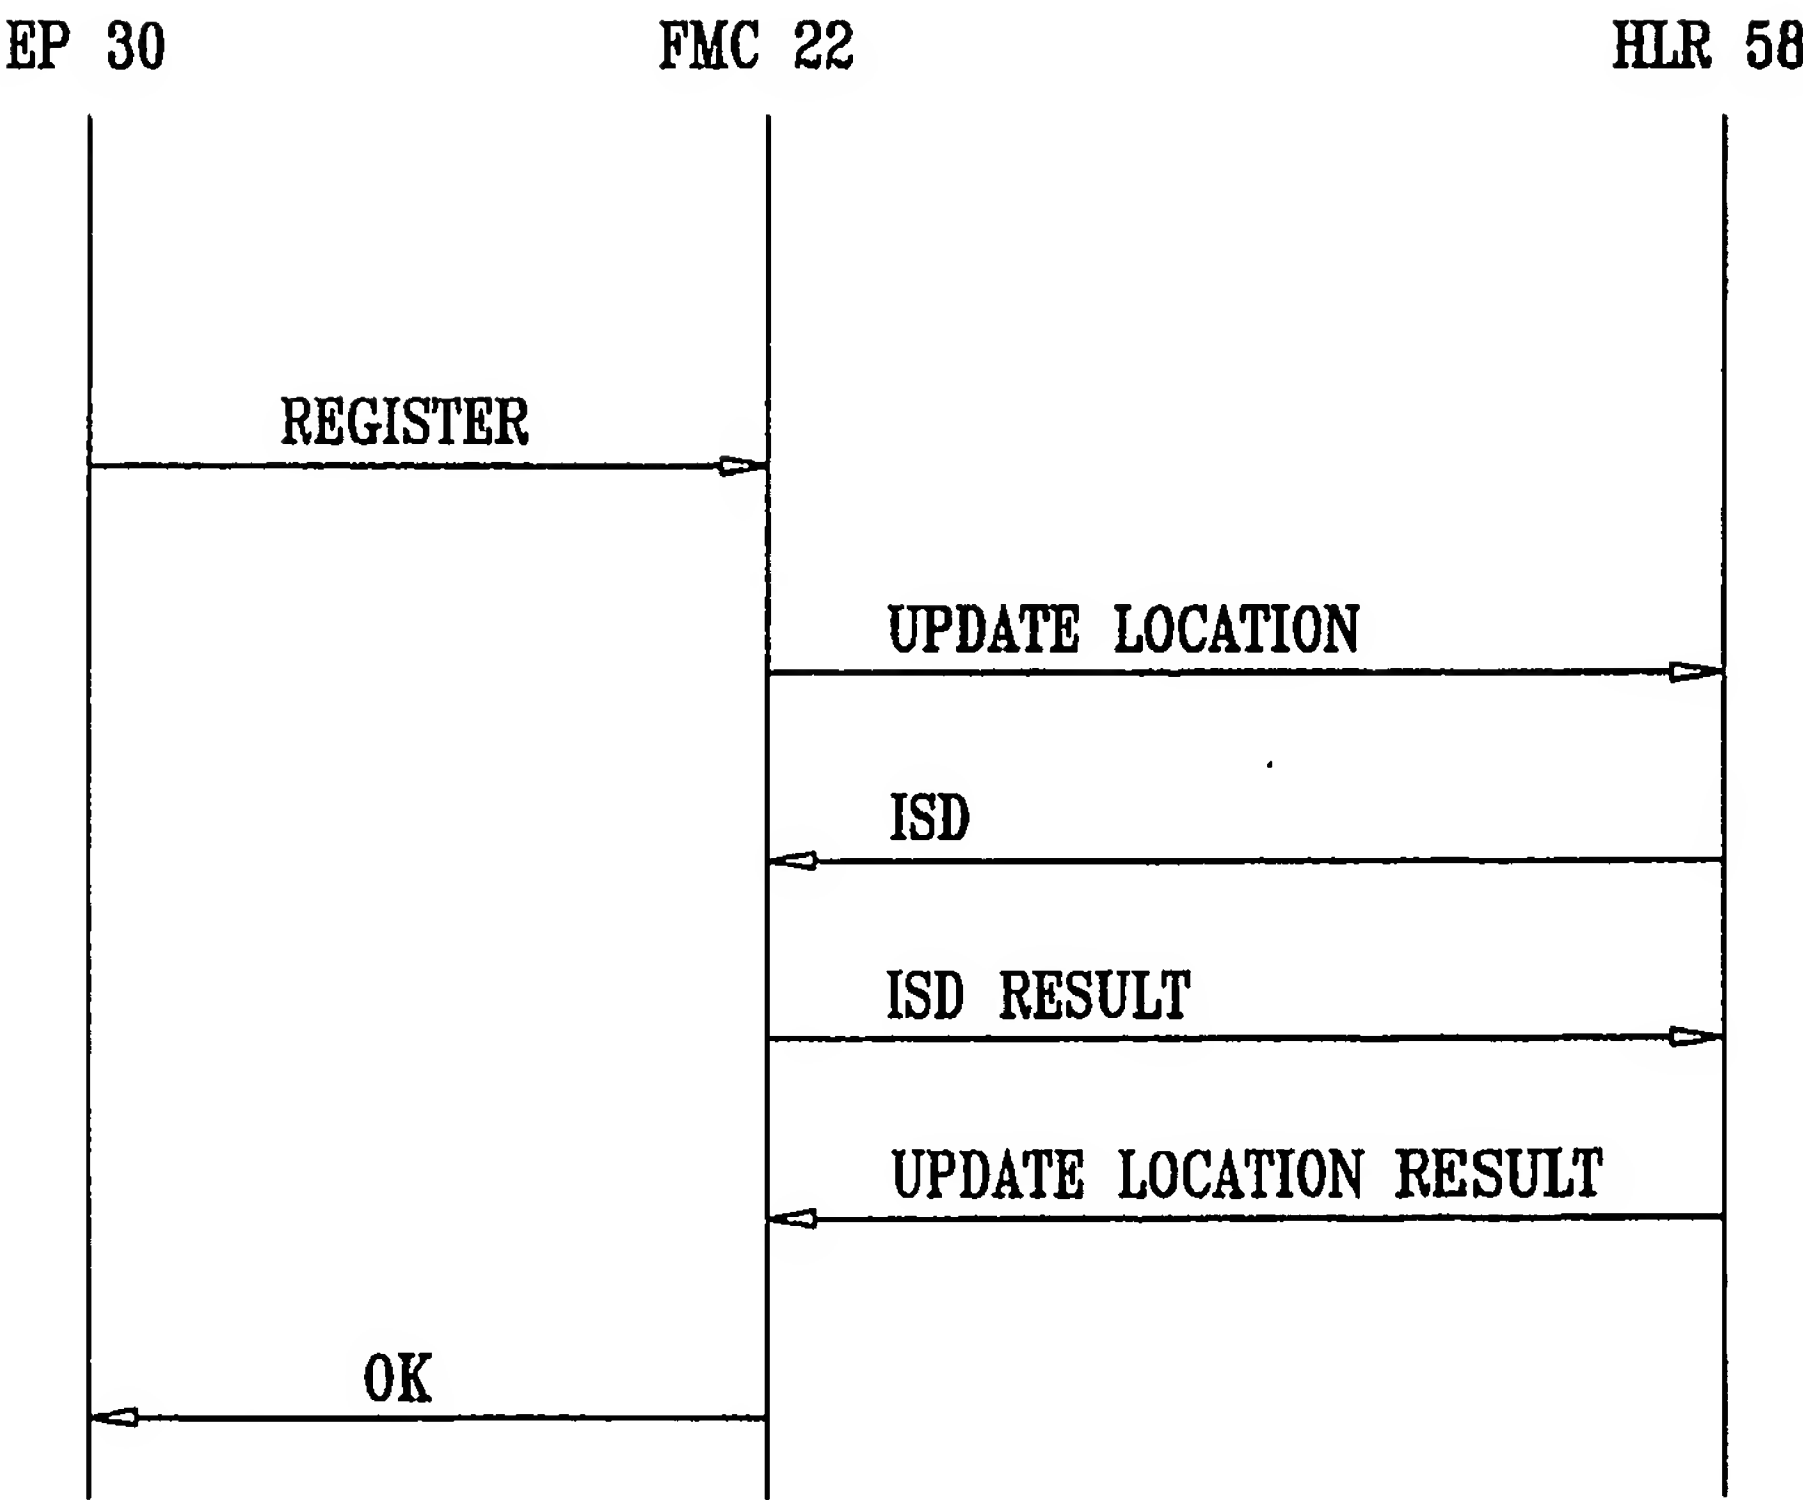 EP 30 FMC 22 HLR 58
REGISTER
UPDATE LOCATION
ISD
ISD RESULT
UPDATE LOCATION RESULT
OK